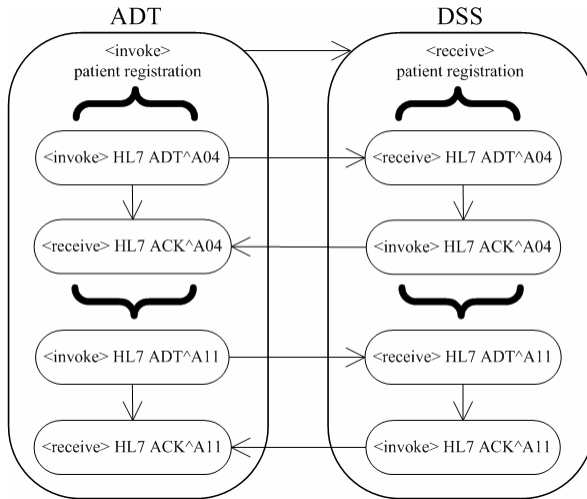 ADT
<invoke>
patient registration
<invoke> HL7 ADT^A04
<receive> HL7 ACK^A04
<invoke> HL7 ADT^A11
<receive> HL7 ACK^A11
DSS
<receive>
patient registration
<receive> HL7 ADT^A04
<invoke> HL7 ACK^A04
<receive> HL7 ADT^A11
<invoke> HL7 ACK^A11